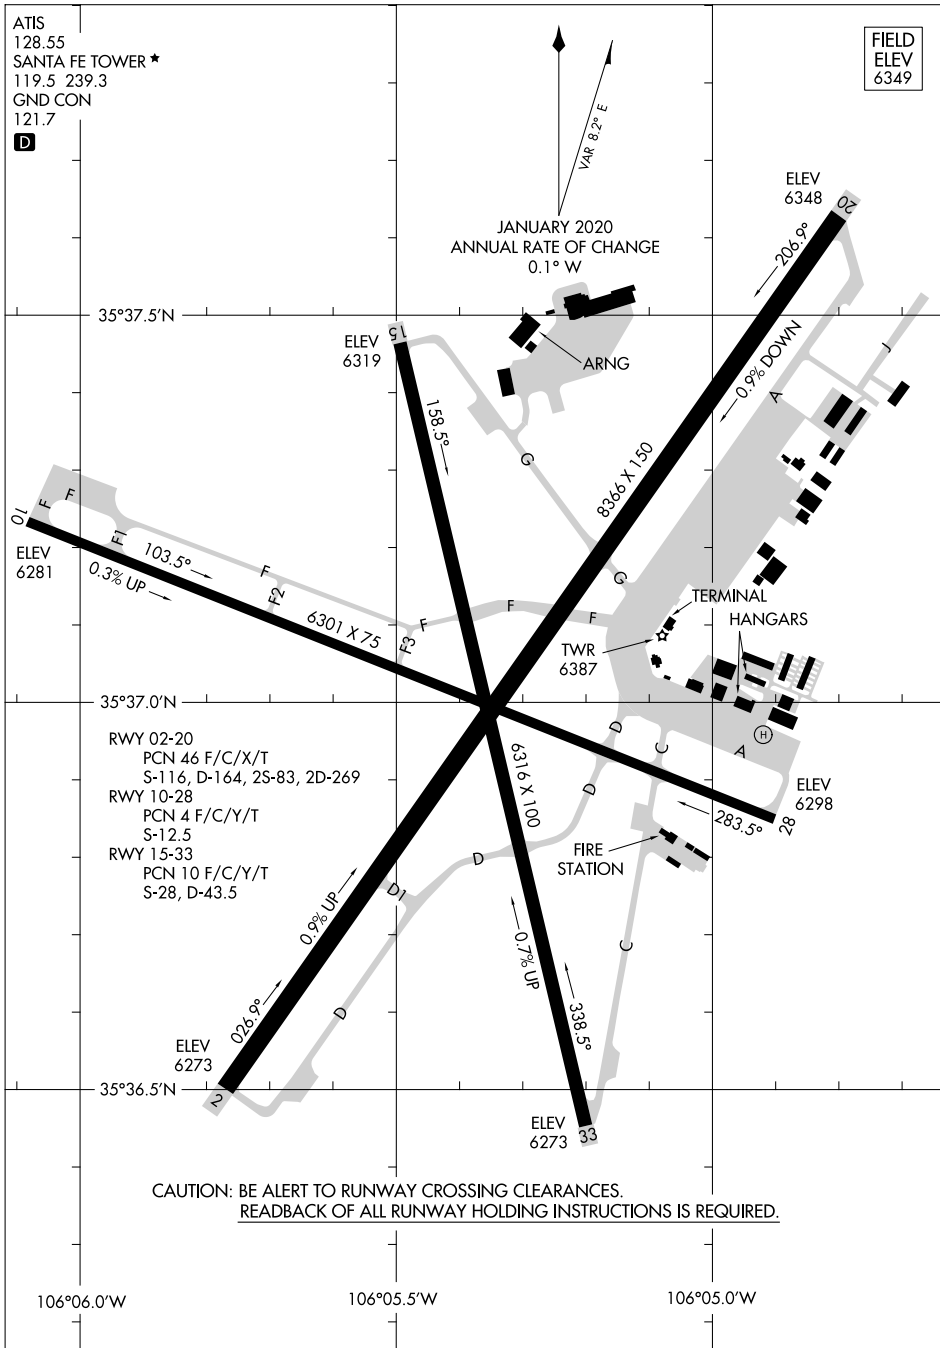 ATIS
128.55
SANTA FE TOWER ★
119.5 239.3
GND CON
121.7
D
FIELD
ELEV
6349
VAR 8.2° E
JANUARY 2020
ANNUAL RATE OF CHANGE
0.1° W
ELEV
6348
20
206.9°
0.9% DOWN
35°37.5'N
ELEV
6319
15
158.5°
ARNG
J
A
G
8366 X 150
F
F
10
ELEV
6281
F1
103.5°
0.3% UP
F
F2
6301 X 75
F3
F
F
F
G
TERMINAL
HANGARS
TWR
6387
35°37.0'N
H
A
D
C
D
6316 X 100
ELEV
6298
28
283.5°
RWY 02-20
PCN 46 F/C/X/T
S-116, D-164, 2S-83, 2D-269
RWY 10-28
PCN 4 F/C/Y/T
S-12.5
RWY 15-33
PCN 10 F/C/Y/T
S-28, D-43.5
FIRE
STATION
D
D1
0.9% UP
0.7% UP
C
026.9°
D
338.5°
ELEV
6273
2
35°36.5'N
ELEV
6273
33
CAUTION: BE ALERT TO RUNWAY CROSSING CLEARANCES.
READBACK OF ALL RUNWAY HOLDING INSTRUCTIONS IS REQUIRED.
106°06.0'W
106°05.5'W
106°05.0'W